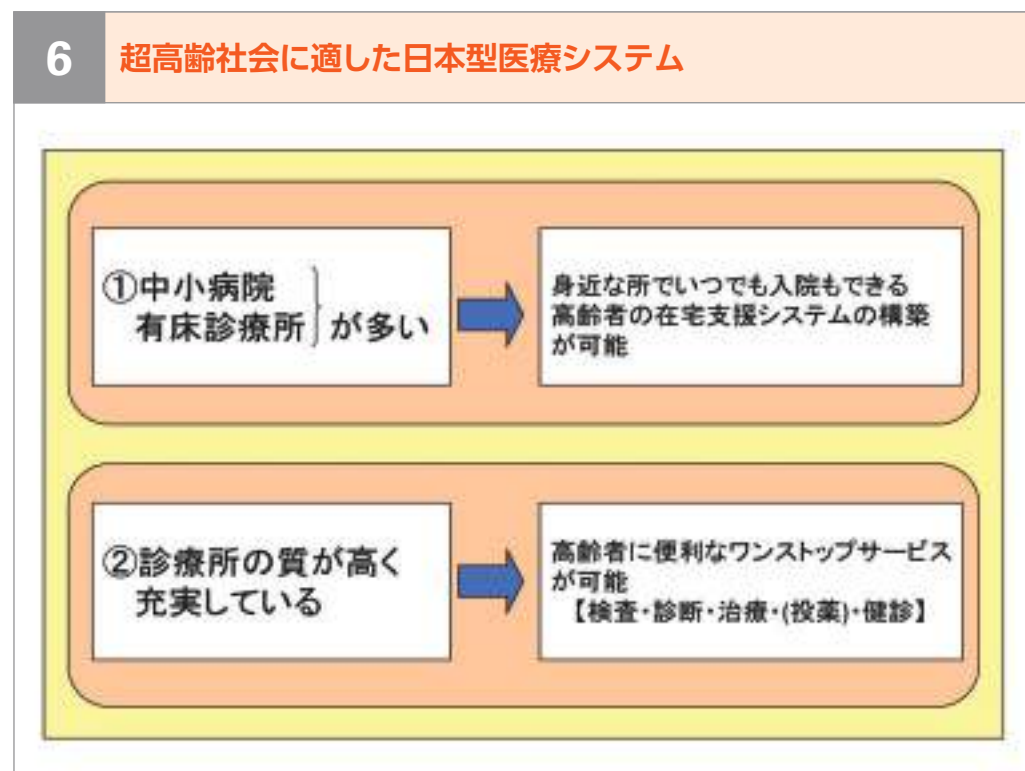 6
超高齢社会に適した日本型医療システム
①中小病院
有床診療所
が多い
身近な所でいつでも入院もできる
高齢者の在宅支援システムの構築
が可能
②診療所の質が高く
充実している
高齢者に便利なワンストップサービス
が可能
【検査・診断・治療・(投薬)・健診】